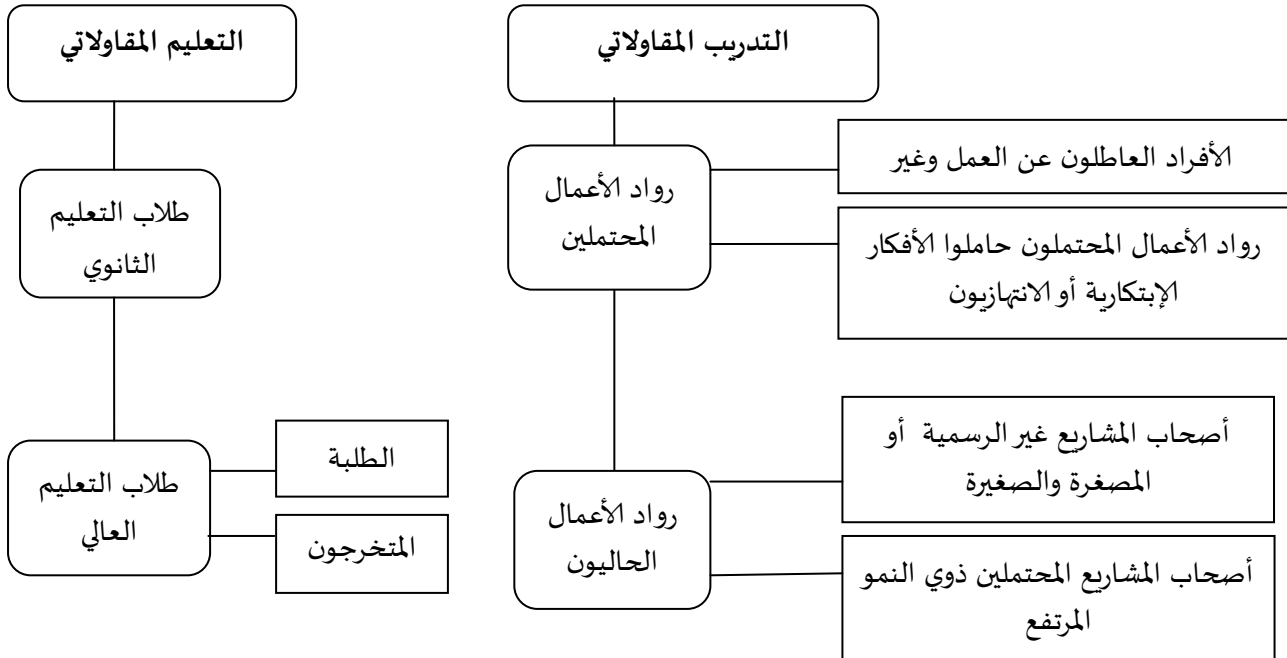 التدريب المقاولاتي
رواد الأعمال
المحتملين
الأفراد العاطلون عن العمل وغير
رواد الأعمال المحتملون حاملوا الأفكار
الإبتكارية أو الانتهازيون
رواد الأعمال
الحاليون
أصحاب المشاريع غير الرسمية أو
المصغرة والصغيرة
أصحاب المشاريع المحتملين ذوي النمو
المرتفع
التعليم المقاولاتي
طلاب التعليم
الثانوي
طلاب التعليم
العالي
الطلبة
المتخرجون